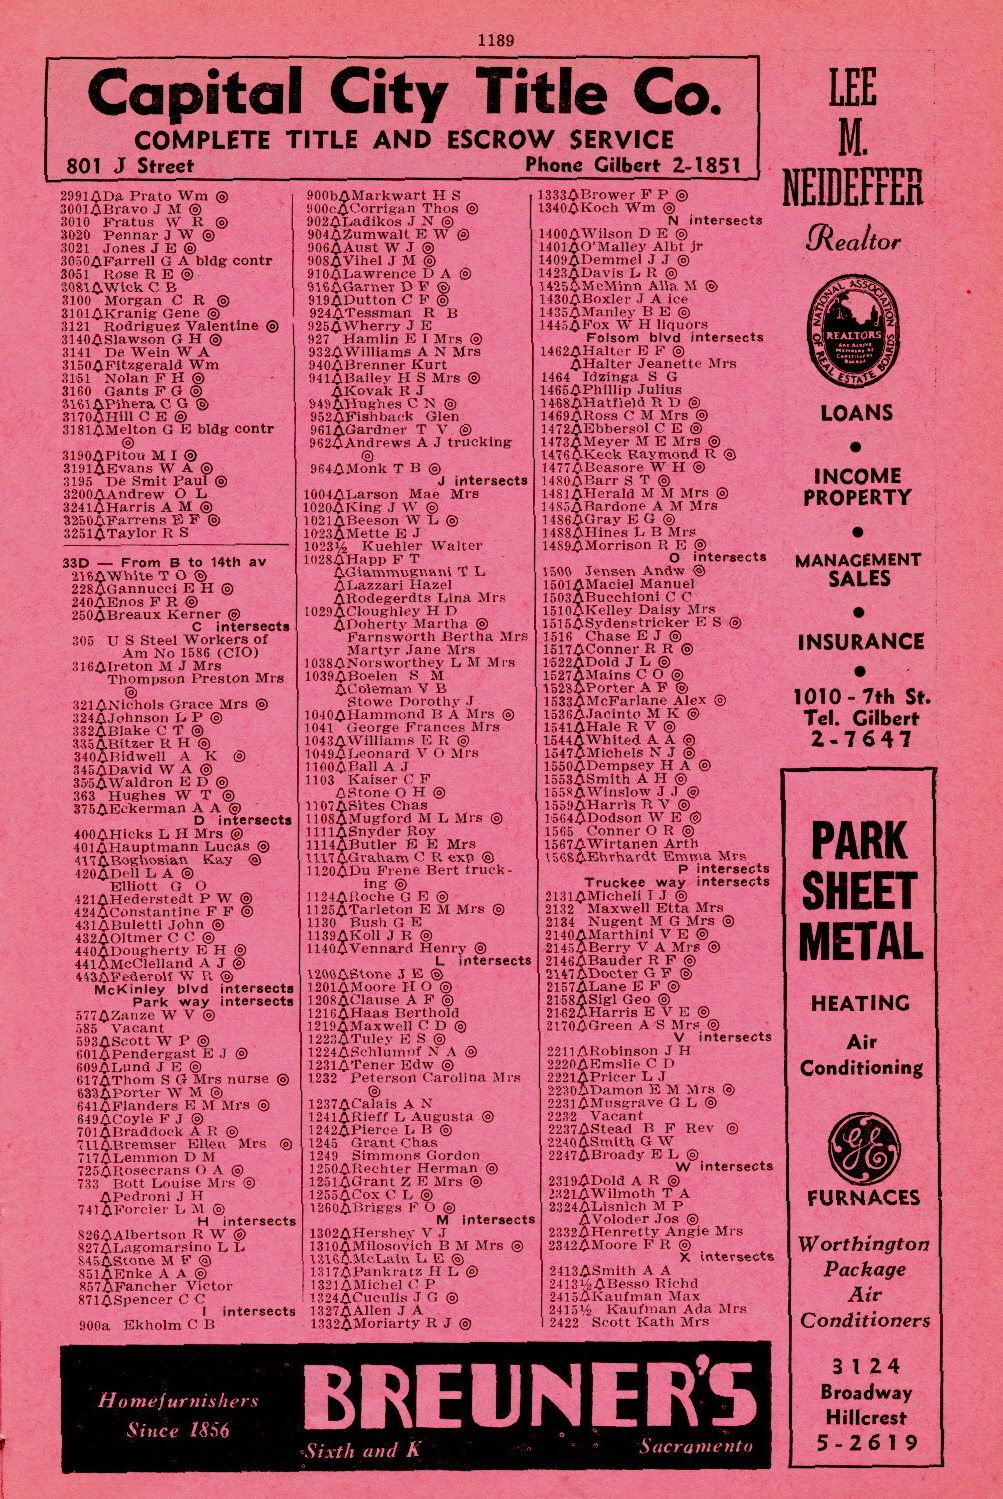 1189
Capital City Title Co.
COMPLETE TITLE AND ESCROW SERVICE
801 J Street Phone Gilbert 2-1851
2991△Da Prato Wm ◎
3001△Bravo J M ◎
3010 Fratus W R ◎
3020 Pennar J W ◎
3021 Jones J E ◎
3050△Farrell G A bldg contr
3051 Rose R E ◎
3081△Wick C B
3100 Morgan C R ◎
3101△Kranig Gene ◎
3121 Rodriguez Valentine ◎
3140△Slawson G H ◎
3141 De Wein W A
3150△Fitzgerald Wm
3151 Nolan F H ◎
3160 Gants F G ◎
3161△Pihera C G ◎
3170△Hill C E ◎
3181△Melton G E bldg contr
◎
3190△Pitou M I ◎
3191△Evans W A ◎
3195 De Smit Paul ◎
3200△Andrew O L
3241△Harris A M ◎
3250△Farrens E F ◎
3251△Taylor R S
33D — From B to 14th av
216△White T O ◎
228△Gannucci E H ◎
240△Enos F R ◎
250△Breaux Kerner ◎
C intersects
305 U S Steel Workers of
Am No 1586 (CIO)
316△Ireton M J Mrs
Thompson Preston Mrs
◎
321△Nichols Grace Mrs ◎
324△Johnson L P ◎
332△Blake C T ◎
335△Bitzer R H ◎
340△Bidwell A K ◎
345△David W A ◎
355△Waldron E D ◎
363 Hughes W T ◎
375△Eckerman A A ◎
D intersects
400△Hicks L H Mrs ◎
401△Hauptmann Lucas ◎
417△Boghosian Kay ◎
420△Dell L A ◎
Elliott G O
421△Hederstedt P W ◎
424△Constantine F F ◎
431△Buletti John ◎
432△Oltmer C C ◎
440△Dougherty E H ◎
441△McClelland A J ◎
443△Federolf W R ◎
McKinley blvd intersects
Park way intersects
577△Zanze W V ◎
585 Vacant
593△Scott W P ◎
601△Pendergast E J ◎
609△Lund J E ◎
617△Thom S G Mrs nurse ◎
633△Porter W M ◎
641△Flanders E M Mrs ◎
649△Coyle F J ◎
701△Braddock A R ◎
711△Bremser Ellen Mrs ◎
717△Lemmon D M
725△Rosecrans O A ◎
733 Bott Louise Mrs ◎
△Pedroni J H
741△Forcier L M ◎
H intersects
826△Albertson R W ◎
827△Lagomarsino L L
845△Stone M F ◎
851△Enke A A ◎
857△Fancher Victor
871△Spencer C C
I intersects
900a Ekholm C B
900b△Markwart H S
900c△Corrigan Thos ◎
902△Ladikos J N ◎
904△Zumwalt E W ◎
906△Aust W J ◎
908△Vihel J M ◎
910△Lawrence D A ◎
916△Garner D F ◎
919△Dutton C F ◎
924△Tessman R B
925△Wherry J E
927 Hamlin E I Mrs ◎
932△Williams A N Mrs
940△Brenner Kurt
941△Bailey H S Mrs ◎
△Kovak R J
949△Hughes C N ◎
952△Fishback Glen
961△Gardner T V ◎
962△Andrews A J trucking
◎
964△Monk T B ◎
J intersects
1004△Larson Mae Mrs
1020△King J W ◎
1021△Beeson W L ◎
1023△Mette E J
1023½ Kuehler Walter
1028△Happ F T
△Giammugnani T L
△Lazzari Hazel
△Rodegerdts Lina Mrs
1029△Cloughley H D
△Doherty Martha ◎
Farnsworth Bertha Mrs
Martyr Jane Mrs
1038△Norsworthey L M Mrs
1039△Boelen S M
△Coleman V B
Stowe Dorothy J
1040△Hammond B A Mrs ◎
1041 George Frances Mrs
1043△Williams E R ◎
1049△Leonard V O Mrs
1100△Ball A J
1103 Kaiser C F
△Stone O H ◎
1107△Sites Chas
1108△Mugford M L Mrs ◎
1111△Snyder Roy
1114△Butler E E Mrs
1117△Graham C R exp ◎
1120△Du Frene Bert truck-
ing ◎
1124△Roche G E ◎
1125△Tarleton E M Mrs ◎
1130 Bush G E
1139△Koll J R ◎
1140△Vennard Henry ◎
L intersects
1200△Stone J E ◎
1201△Moore H O ◎
1208△Clause A F ◎
1216△Haas Berthold
1219△Maxwell C D ◎
1223△Tuley E S ◎
1224△Schlumpf N A ◎
1231△Tener Edw ◎
1232 Peterson Carolina Mrs
◎
1237△Calais A N
1241△Rieff L Augusta ◎
1242△Pierce L B ◎
1245 Grant Chas
1249 Simmons Gordon
1250△Rechter Herman ◎
1251△Grant Z E Mrs ◎
1255△Cox C L ◎
1260△Briggs F O ◎
M intersects
1302△Hershey V J
1310△Milosovich B M Mrs ◎
1316△McLain L E ◎
1317△Pankratz H L ◎
1321△Michel C P
1324△Cuculis J G ◎
1327△Allen J A
1332△Moriarty R J ◎
1333△Brower F P ◎
1340△Koch Wm ◎
N intersects
1400△Wilson D E ◎
1401△O'Malley Albt jr
1409△Demmel J J ◎
1423△Davis L R ◎
1425△McMinn Alla M ◎
1430△Boxler J A ice
1435△Manley B E ◎
1445△Fox W H liquors
Folsom blvd intersects
1462△Halter E F ◎
△Halter Jeanette Mrs
1464 Idzinga S G
1465△Phillip Julius
1468△Hatfield R D ◎
1469△Ross C M Mrs ◎
1472△Ebbersol C E ◎
1473△Meyer M E Mrs ◎
1476△Keck Raymond R ◎
1477△Beasore W H ◎
1480△Barr S T ◎
1481△Herald M M Mrs ◎
1485△Bardone A M Mrs
1486△Gray E G ◎
1488△Hines L B Mrs
1489△Morrison R E ◎
O intersects
1500 Jensen Andw ◎
1501△Maciel Manuel
1503△Bucchioni C C
1510△Kelley Daisy Mrs
1515△Sydenstricker E S ◎
1516 Chase E J ◎
1517△Conner R R ◎
1522△Dold J L ◎
1527△Mains C O ◎
1528△Porter A F ◎
1533△McFarlane Alex ◎
1536△Jacinto M K ◎
1541△Hale R V ◎
1544△Whited A A ◎
1547△Michels N J ◎
1550△Dempsey H A ◎
1553△Smith A H ◎
1558△Winslow J J ◎
1559△Harris R V ◎
1564△Dodson W E ◎
1565 Conner O R ◎
1567△Wirtanen Arth
1568△Ehrhardt Emma Mrs
P intersects
Truckee way intersects
2131△Micheli I J ◎
2132 Maxwell Etta Mrs
2134 Nugent M G Mrs ◎
2140△Marthini V E ◎
2145△Berry V A Mrs ◎
2146△Bauder R F ◎
2147△Docter G F ◎
2157△Lane E F ◎
2158△Sigl Geo ◎
2162△Harris E V E ◎
2170△Green A S Mrs ◎
V intersects
2211△Robinson J H
2220△Emslie C D
2221△Pricer L J
2230△Damon E M Mrs ◎
2231△Musgrave G L ◎
2232 Vacant
2237△Stead B F Rev ◎
2240△Smith G W
2247△Broady E L ◎
W intersects
2319△Dold A R ◎
2321△Wilmoth T A
2324△Lisnich M P
△Voloder Jos ◎
2332△Henretty Angie Mrs
2342△Moore F R ◎
X intersects
2413△Smith A A
2413½△Besso Richd
2415△Kaufman Max
2415½ Kaufman Ada Mrs
2422 Scott Kath Mrs
LEE
M.
NEIDEFFER
Realtor
NATIONAL ASSOCIATION
REALTORS
ARE ACTIVE
MEMBERS OF
CONSTITUENT
BOARDS
OF REAL ESTATE BOARDS
LOANS
•
INCOME
PROPERTY
•
MANAGEMENT
SALES
•
INSURANCE
•
1010 - 7th St.
Tel. Gilbert
2-7647
PARK
SHEET
METAL
HEATING
Air
Conditioning
GE
FURNACES
Worthington
Package
Air
Conditioners
3124
Broadway
Hillcrest
5-2619
Homefurnishers
Since 1856
BREUNER'S
Sixth and K Sacramento